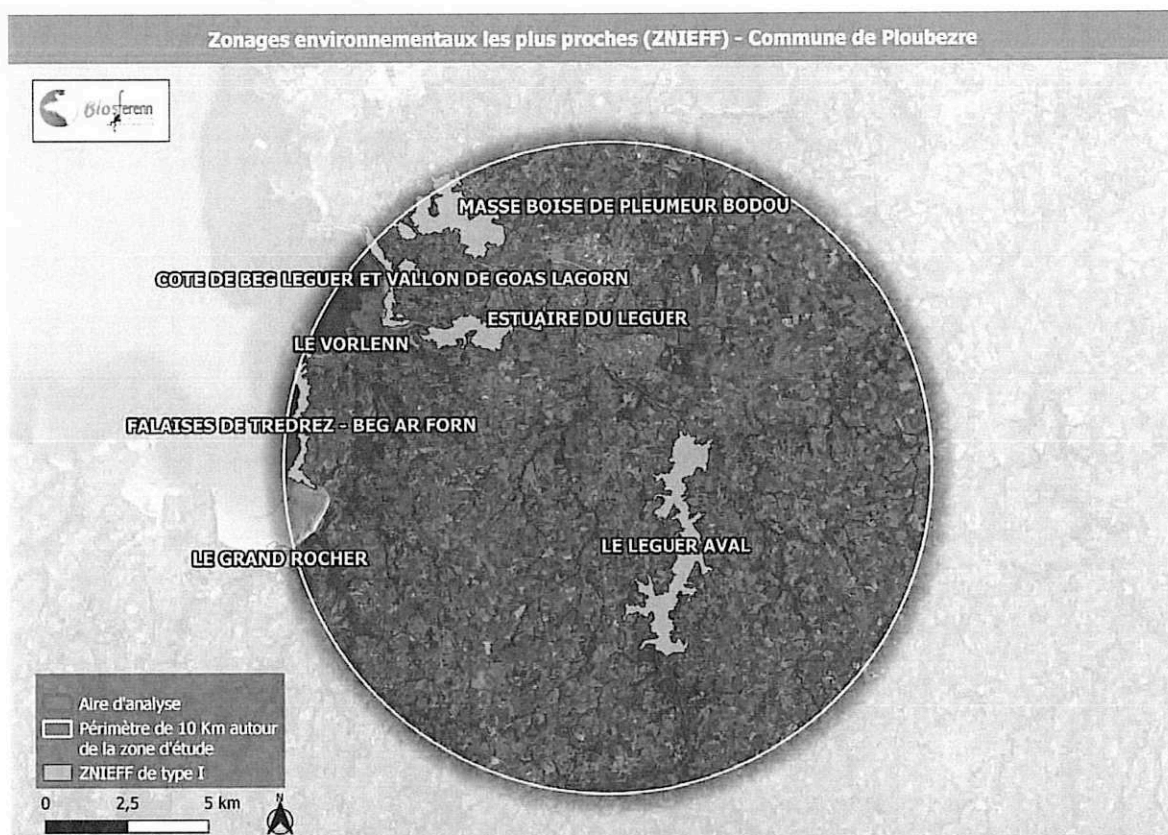 Zonages environnementaux les plus proches (ZNIEFF) - Commune de Ploubezre
Biosferenn
MASSE BOISE DE PLEUMEUR BODOU
COTE DE BEG LEGUER ET VALLON DE GOAS LAGORN
ESTUAIRE DU LEGUER
LE VORLENN
FALAISES DE TREDREZ - BEG AR FORN
LE LEGUER AVAL
LE GRAND ROCHER
Aire d'analyse
Périmètre de 10 Km autour
de la zone d'étude
ZNIEFF de type I
0 2,5 5 km
N